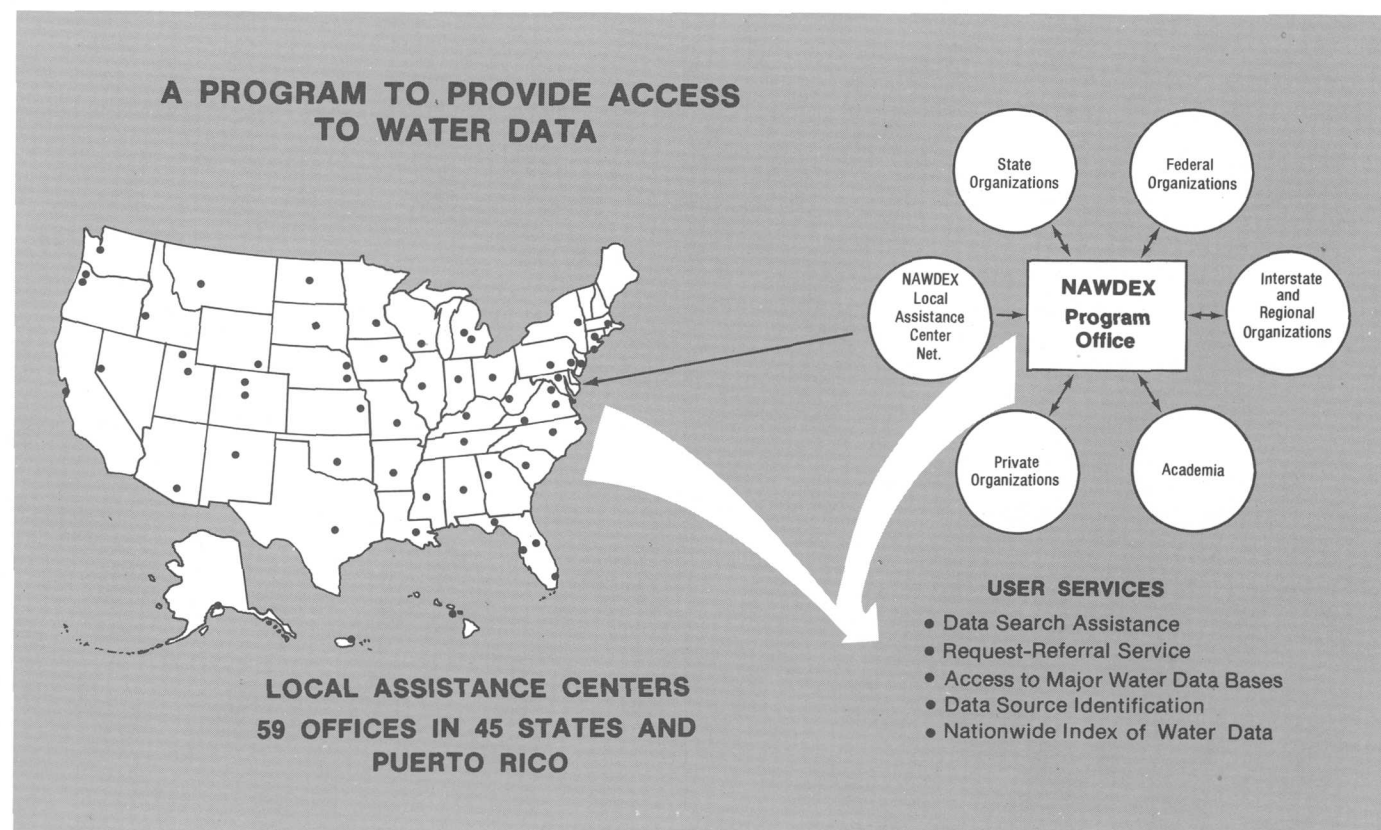 A PROGRAM TO PROVIDE ACCESS
TO WATER DATA
State
Organizations
Federal
Organizations
NAWDEX
Local
Assistance
Center
Net.
NAWDEX
Program
Office
Interstate
and
Regional
Organizations
Private
Organizations
Academia
LOCAL ASSISTANCE CENTERS
59 OFFICES IN 45 STATES AND
PUERTO RICO
USER SERVICES
• Data Search Assistance
• Request-Referral Service
• Access to Major Water Data Bases
• Data Source Identification
• Nationwide Index of Water Data